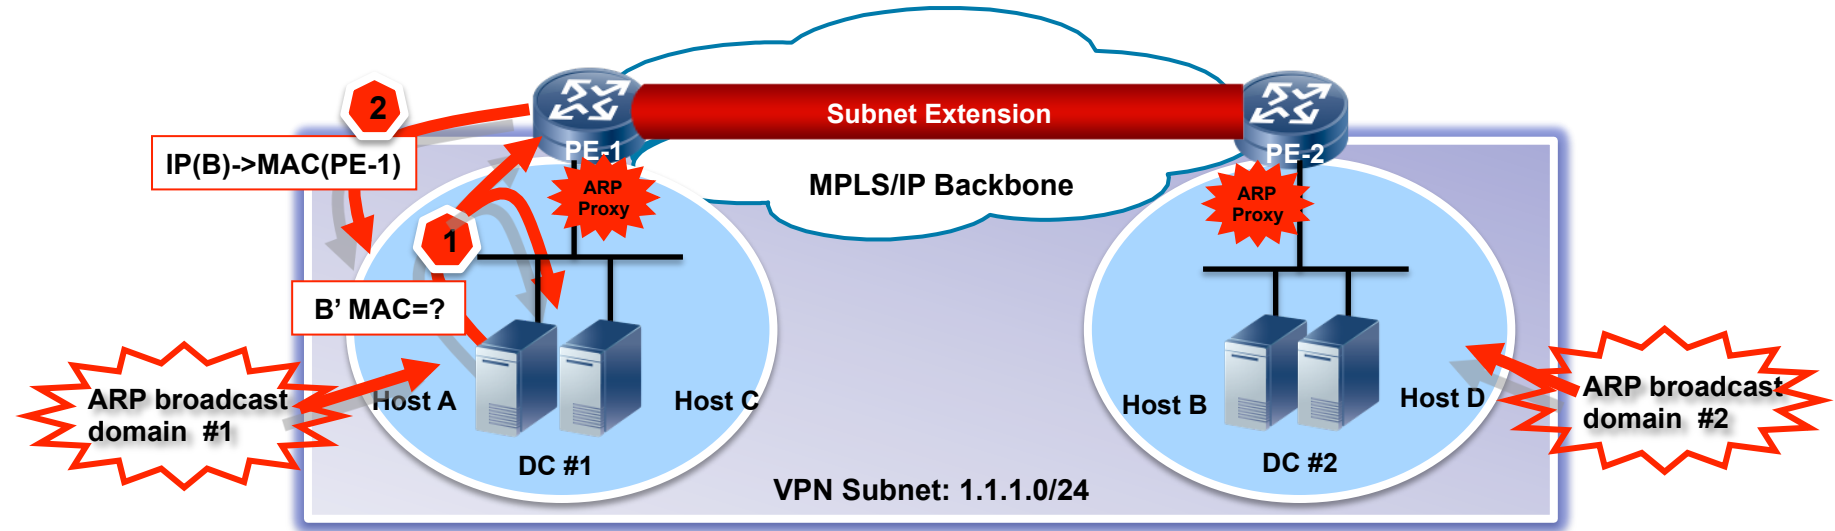 2
Subnet Extension
IP(B)->MAC(PE-1)
PE-1
PE-2
MPLS/IP Backbone
ARP
Proxy
ARP
Proxy
1
B’ MAC=?
ARP broadcast
domain #1
Host A
Host C
Host B
Host D
ARP broadcast
domain #2
DC #1
DC #2
VPN Subnet: 1.1.1.0/24